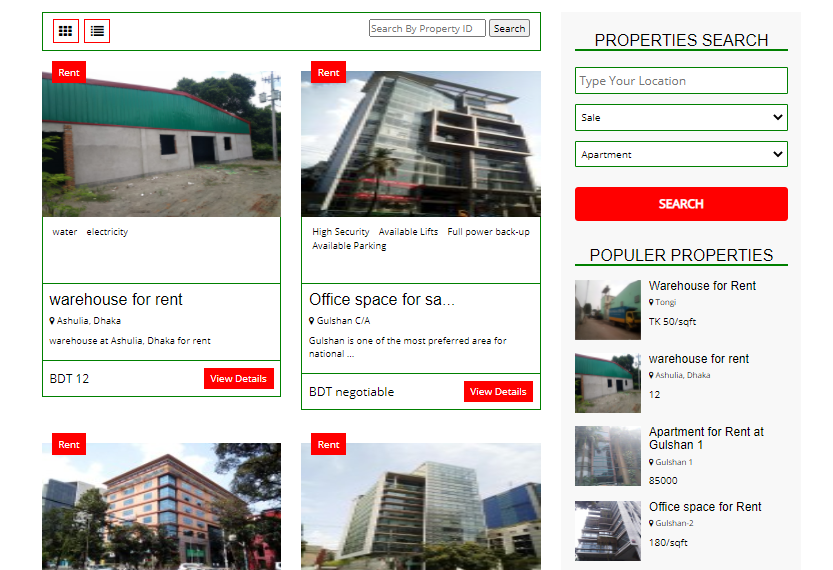 Search By Property ID
Search
Rent
water electricity
warehouse for rent
Ashulia, Dhaka
warehouse at Ashulia, Dhaka for rent
BDT 12
View Details
Rent
High Security Available Lifts Full power back-up
Available Parking
Office space for sa...
Gulshan C/A
Gulshan is one of the most preferred area for
national ...
BDT negotiable
View Details
Rent
Rent
PROPERTIES SEARCH
Type Your Location
Sale
Apartment
SEARCH
POPULER PROPERTIES
Warehouse for Rent
Tongi
TK 50/sqft
warehouse for rent
Ashulia, Dhaka
12
Apartment for Rent at
Gulshan 1
Gulshan 1
85000
Office space for Rent
Gulshan-2
180/sqft